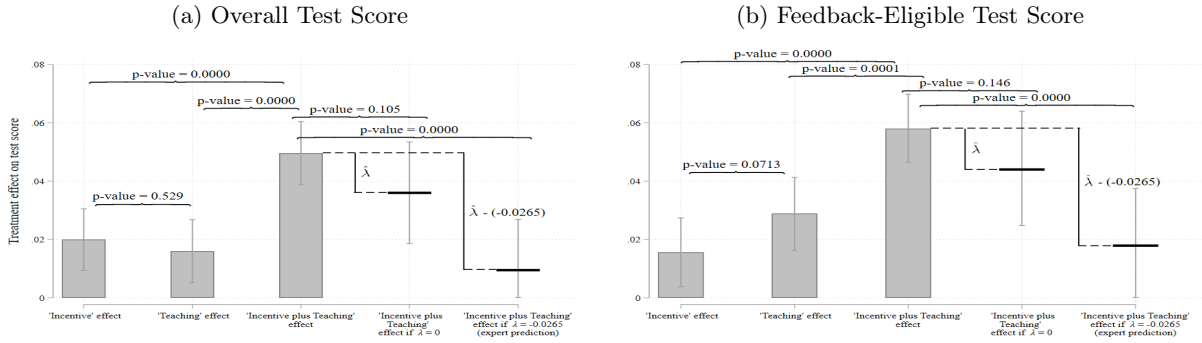 (a) Overall Test Score
(b) Feedback-Eligible Test Score
Treatment effect on test score
.08
.06
.04
.02
0
p-value = 0.0000
p-value = 0.0000
p-value = 0.105
p-value = 0.0000
p-value = 0.529
λ̂
λ̂ - (-0.0265)
'Incentive' effect
'Teaching' effect
'Incentive plus Teaching'
effect
'Incentive plus
Teaching'
effect if λ = 0
'Incentive plus Teaching'
effect if λ = -0.0265
(expert prediction)
.08
.06
.04
.02
0
p-value = 0.0000
p-value = 0.0001
p-value = 0.146
p-value = 0.0000
p-value = 0.0713
λ̂
λ̂ - (-0.0265)
'Incentive' effect
'Teaching' effect
'Incentive plus Teaching'
effect
'Incentive plus
Teaching'
effect if λ = 0
'Incentive plus Teaching'
effect if λ = -0.0265
(expert prediction)